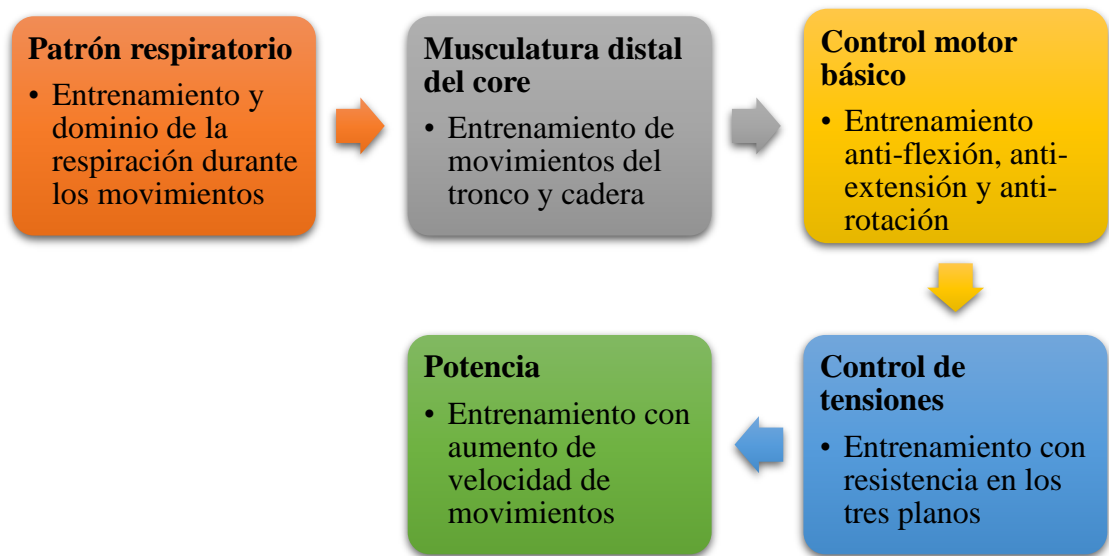 Patrón respiratorio
• Entrenamiento y
dominio de la
respiración durante
los movimientos
Musculatura distal
del core
• Entrenamiento de
movimientos del
tronco y cadera
Control motor
básico
• Entrenamiento
anti-flexión, anti-
extensión y anti-
rotación
Control de
tensiones
• Entrenamiento con
resistencia en los
tres planos
Potencia
• Entrenamiento con
aumento de
velocidad de
movimientos